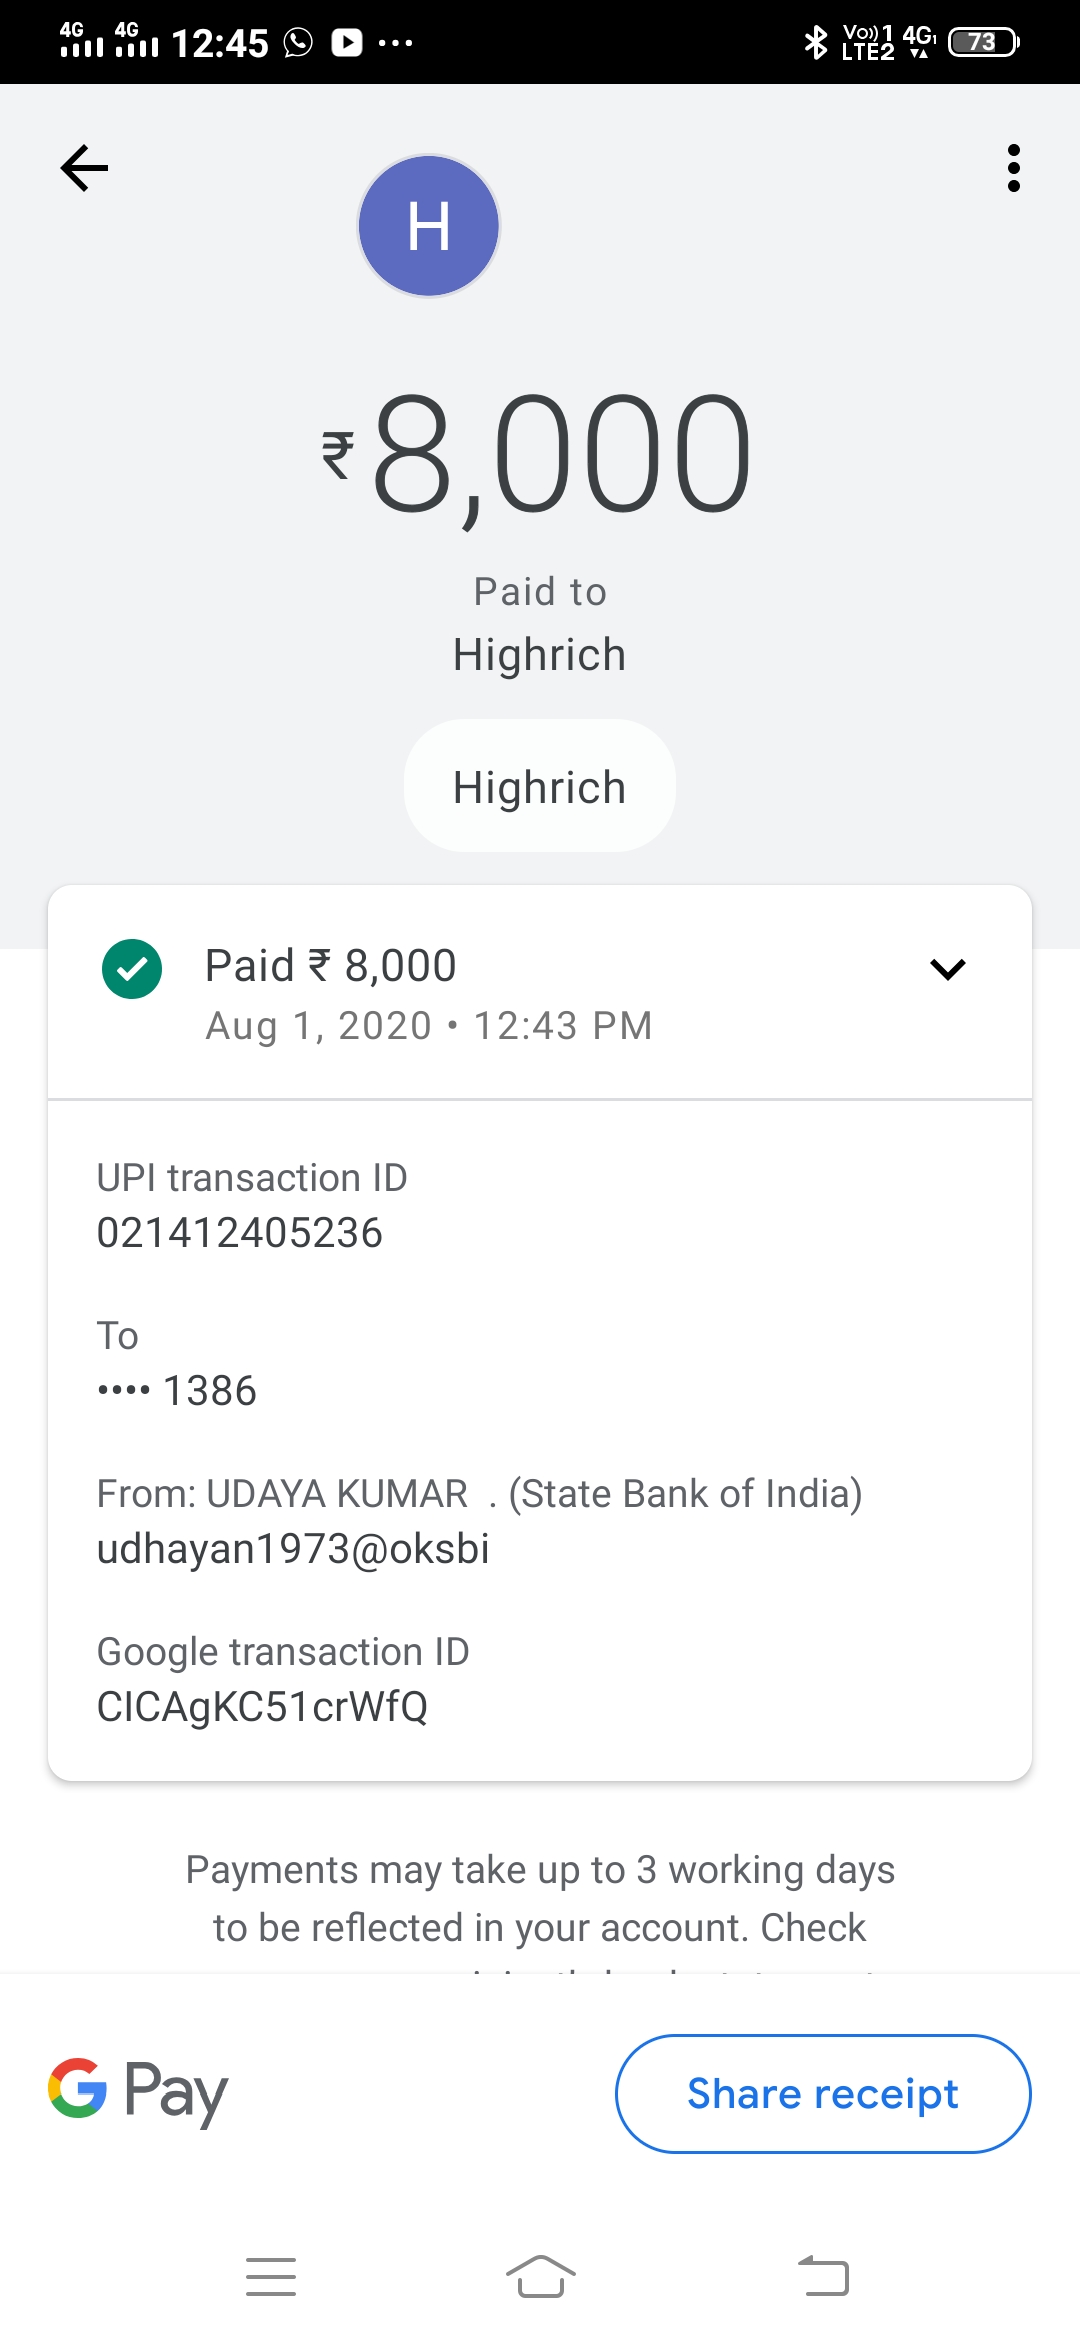 4G 4G 12:45 Vo)) 1 4G1 73
LTE2
H
₹8,000
Paid to
Highrich
Highrich
Paid ₹ 8,000
Aug 1, 2020 • 12:43 PM
UPI transaction ID
021412405236
To
•••• 1386
From: UDAYA KUMAR . (State Bank of India)
udhayan1973@oksbi
Google transaction ID
CICAgKC51crWfQ
Payments may take up to 3 working days
to be reflected in your account. Check
G Pay
Share receipt